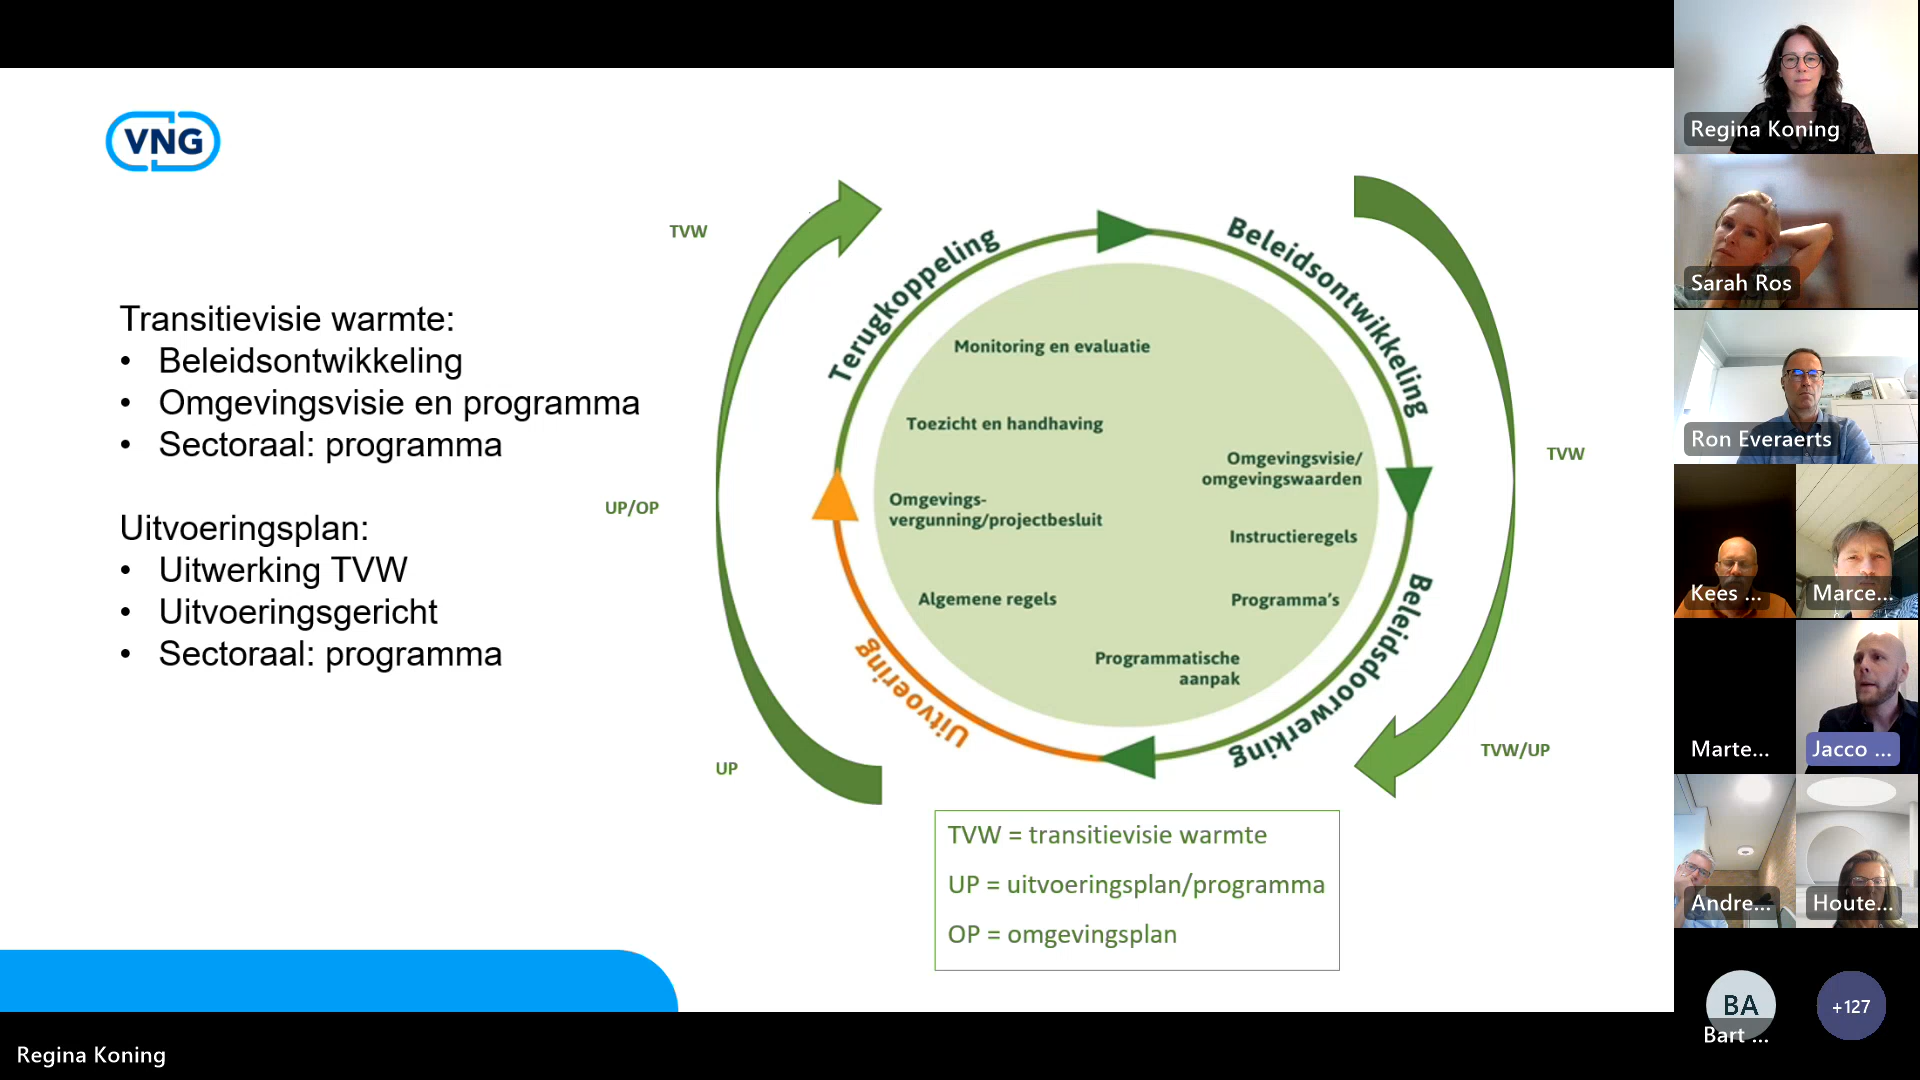 VNG
Transitievisie warmte:
• Beleidsontwikkeling
• Omgevingsvisie en programma
• Sectoraal: programma
Uitvoeringsplan:
• Uitwerking TVW
• Uitvoeringsgericht
• Sectoraal: programma
TVW
UP/OP
UP
Terugkoppeling
Beleidsontwikkeling
Beleidsdoorwerking
Uitvoering
Monitoring en evaluatie
Toezicht en handhaving
Omgevings-
vergunning/projectbesluit
Algemene regels
Omgevingsvisie/
omgevingswaarden
Instructieregels
Programma's
Programmatische
aanpak
TVW
TVW/UP
TVW = transitievisie warmte
UP = uitvoeringsplan/programma
OP = omgevingsplan
Regina Koning
Regina Koning
Sarah Ros
Ron Everaerts
Kees ...
Marce...
Marte...
Jacco ...
Andre...
Houte...
BA
Bart ...
+127